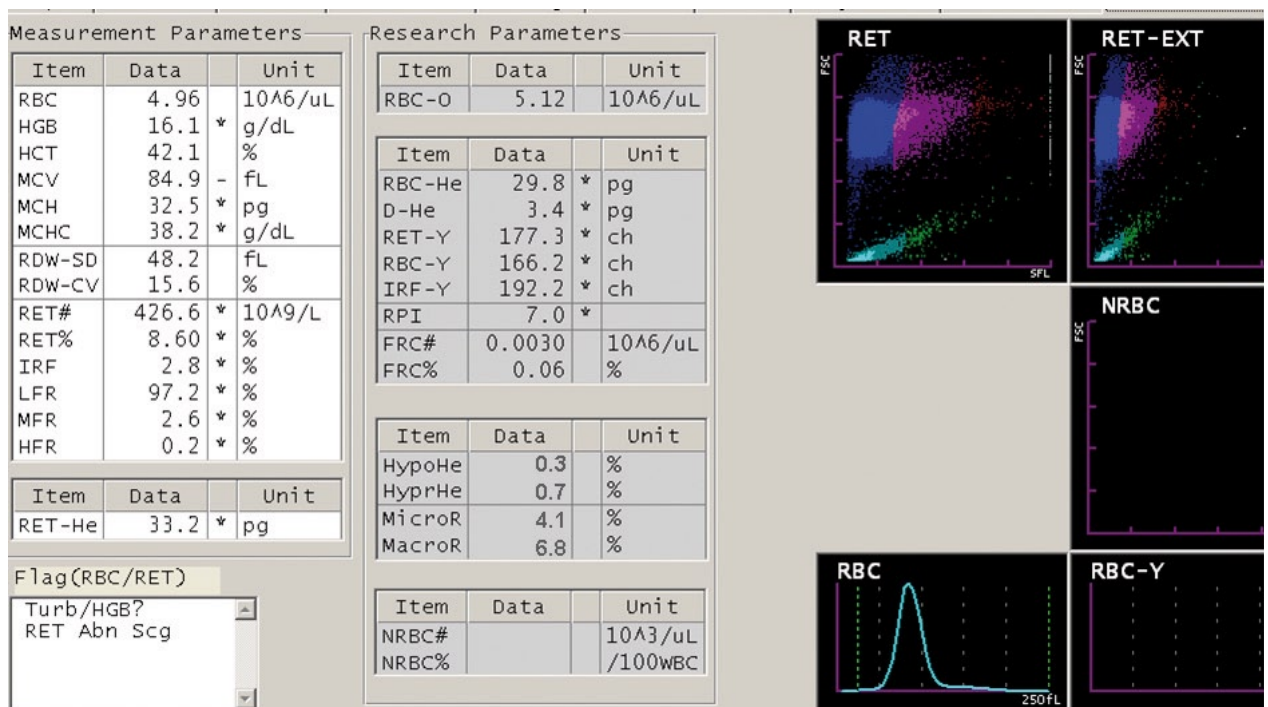 Measurement Parameters
Item Data Unit
RBC 4.96 10^6/uL
HGB 16.1 * g/dL
HCT 42.1 %
MCV 84.9 - fL
MCH 32.5 * pg
MCHC 38.2 * g/dL
RDW-SD 48.2 fL
RDW-CV 15.6 %
RET# 426.6 * 10^9/L
RET% 8.60 * %
IRF 2.8 * %
LFR 97.2 * %
MFR 2.6 * %
HFR 0.2 * %
Item Data Unit
RET-He 33.2 * pg
Flag(RBC/RET)
Turb/HGB?
RET Abn Scg
Research Parameters
Item Data Unit
RBC-O 5.12 10^6/uL
Item Data Unit
RBC-He 29.8 * pg
D-He 3.4 * pg
RET-Y 177.3 * ch
RBC-Y 166.2 * ch
IRF-Y 192.2 * ch
RPI 7.0 *
FRC# 0.0030 10^6/uL
FRC% 0.06 %
Item Data Unit
HypoHe 0.3 %
HyprHe 0.7 %
MicroR 4.1 %
MacroR 6.8 %
Item Data Unit
NRBC# 10^3/uL
NRBC% /100WBC
RET
FSC
SFL
RET-EXT
FSC
NRBC
FSC
RBC
250fL
RBC-Y